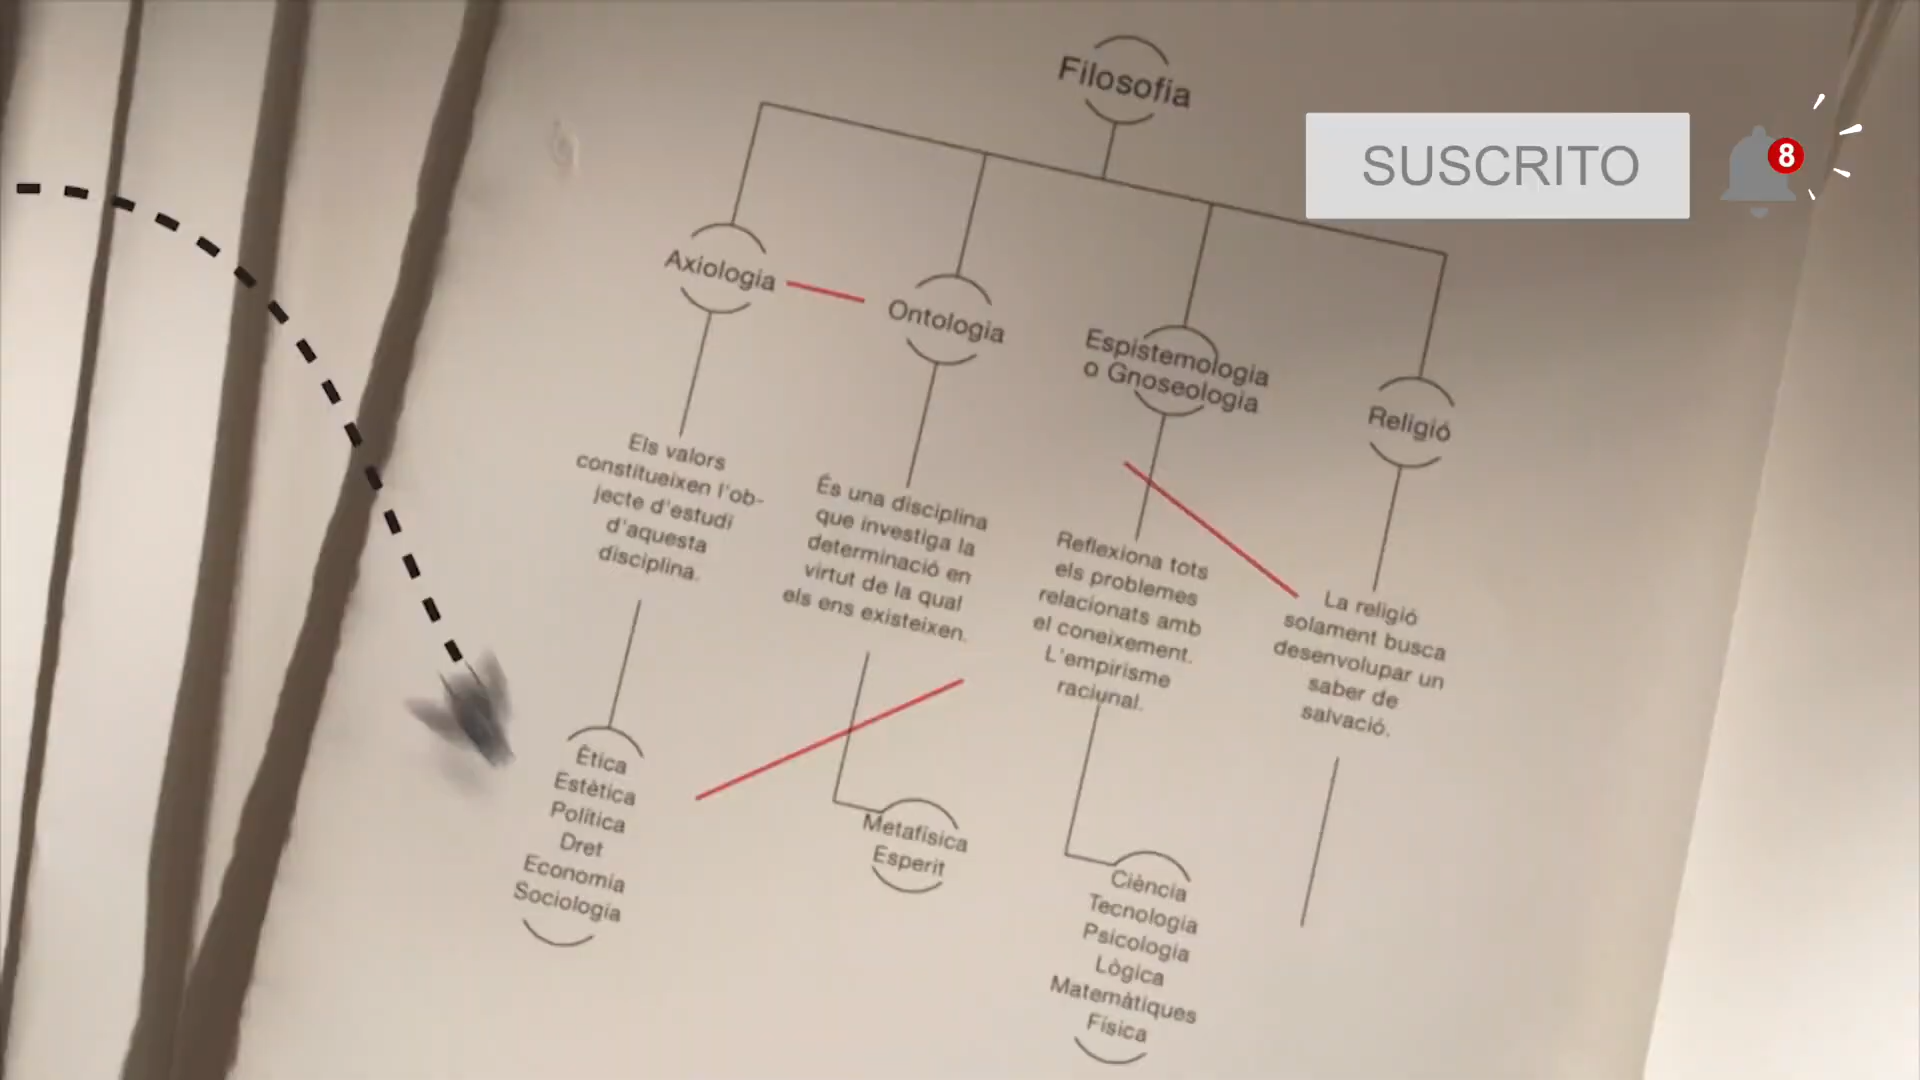 Filosofia
SUSCRITO
8
Axiologia
Ontologia
Espistemologia
o Gnoseologia
Religió
Els valors
constitueixen l'ob-
jecte d'estudi
d'aquesta
disciplina.
És una disciplina
que investiga la
determinació en
virtut de la qual
els ens existeixen.
Reflexiona tots
els problemes
relacionats amb
el coneixement.
L'empirisme
raciunal.
La religió
solament busca
desenvolupar un
saber de
salvació.
Ètica
Estètica
Política
Dret
Economia
Sociologia
Metafísica
Esperit
Ciència
Tecnologia
Psicologia
Lògica
Matemàtiques
Física